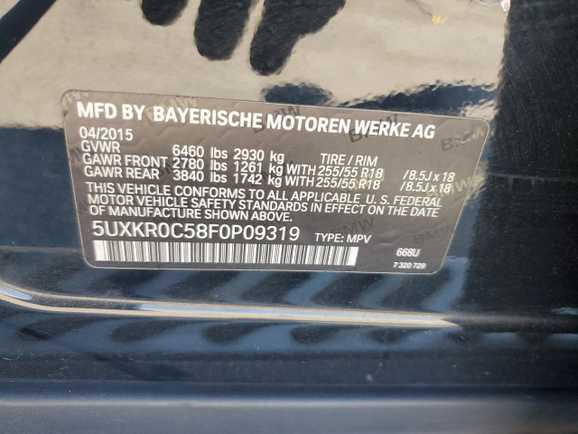 MFD BY BAYERISCHE MOTOREN WERKE AG
04/2015
GVWR 6460 lbs 2930 kg TIRE / RIM
GAWR FRONT 2780 lbs 1261 kg WITH 255/55 R18 /8.5J x 18
GAWR REAR 3840 lbs 1742 kg WITH 255/55 R18 /8.5J x 18
THIS VEHICLE CONFORMS TO ALL APPLICABLE U. S. FEDERAL
MOTOR VEHICLE SAFETY STANDARDS IN EFFECT ON THE
DATE OF MANUFACTURE SHOWN ABOVE.
5UXKR0C58F0P09319 TYPE: MPV
668U
7 320 729